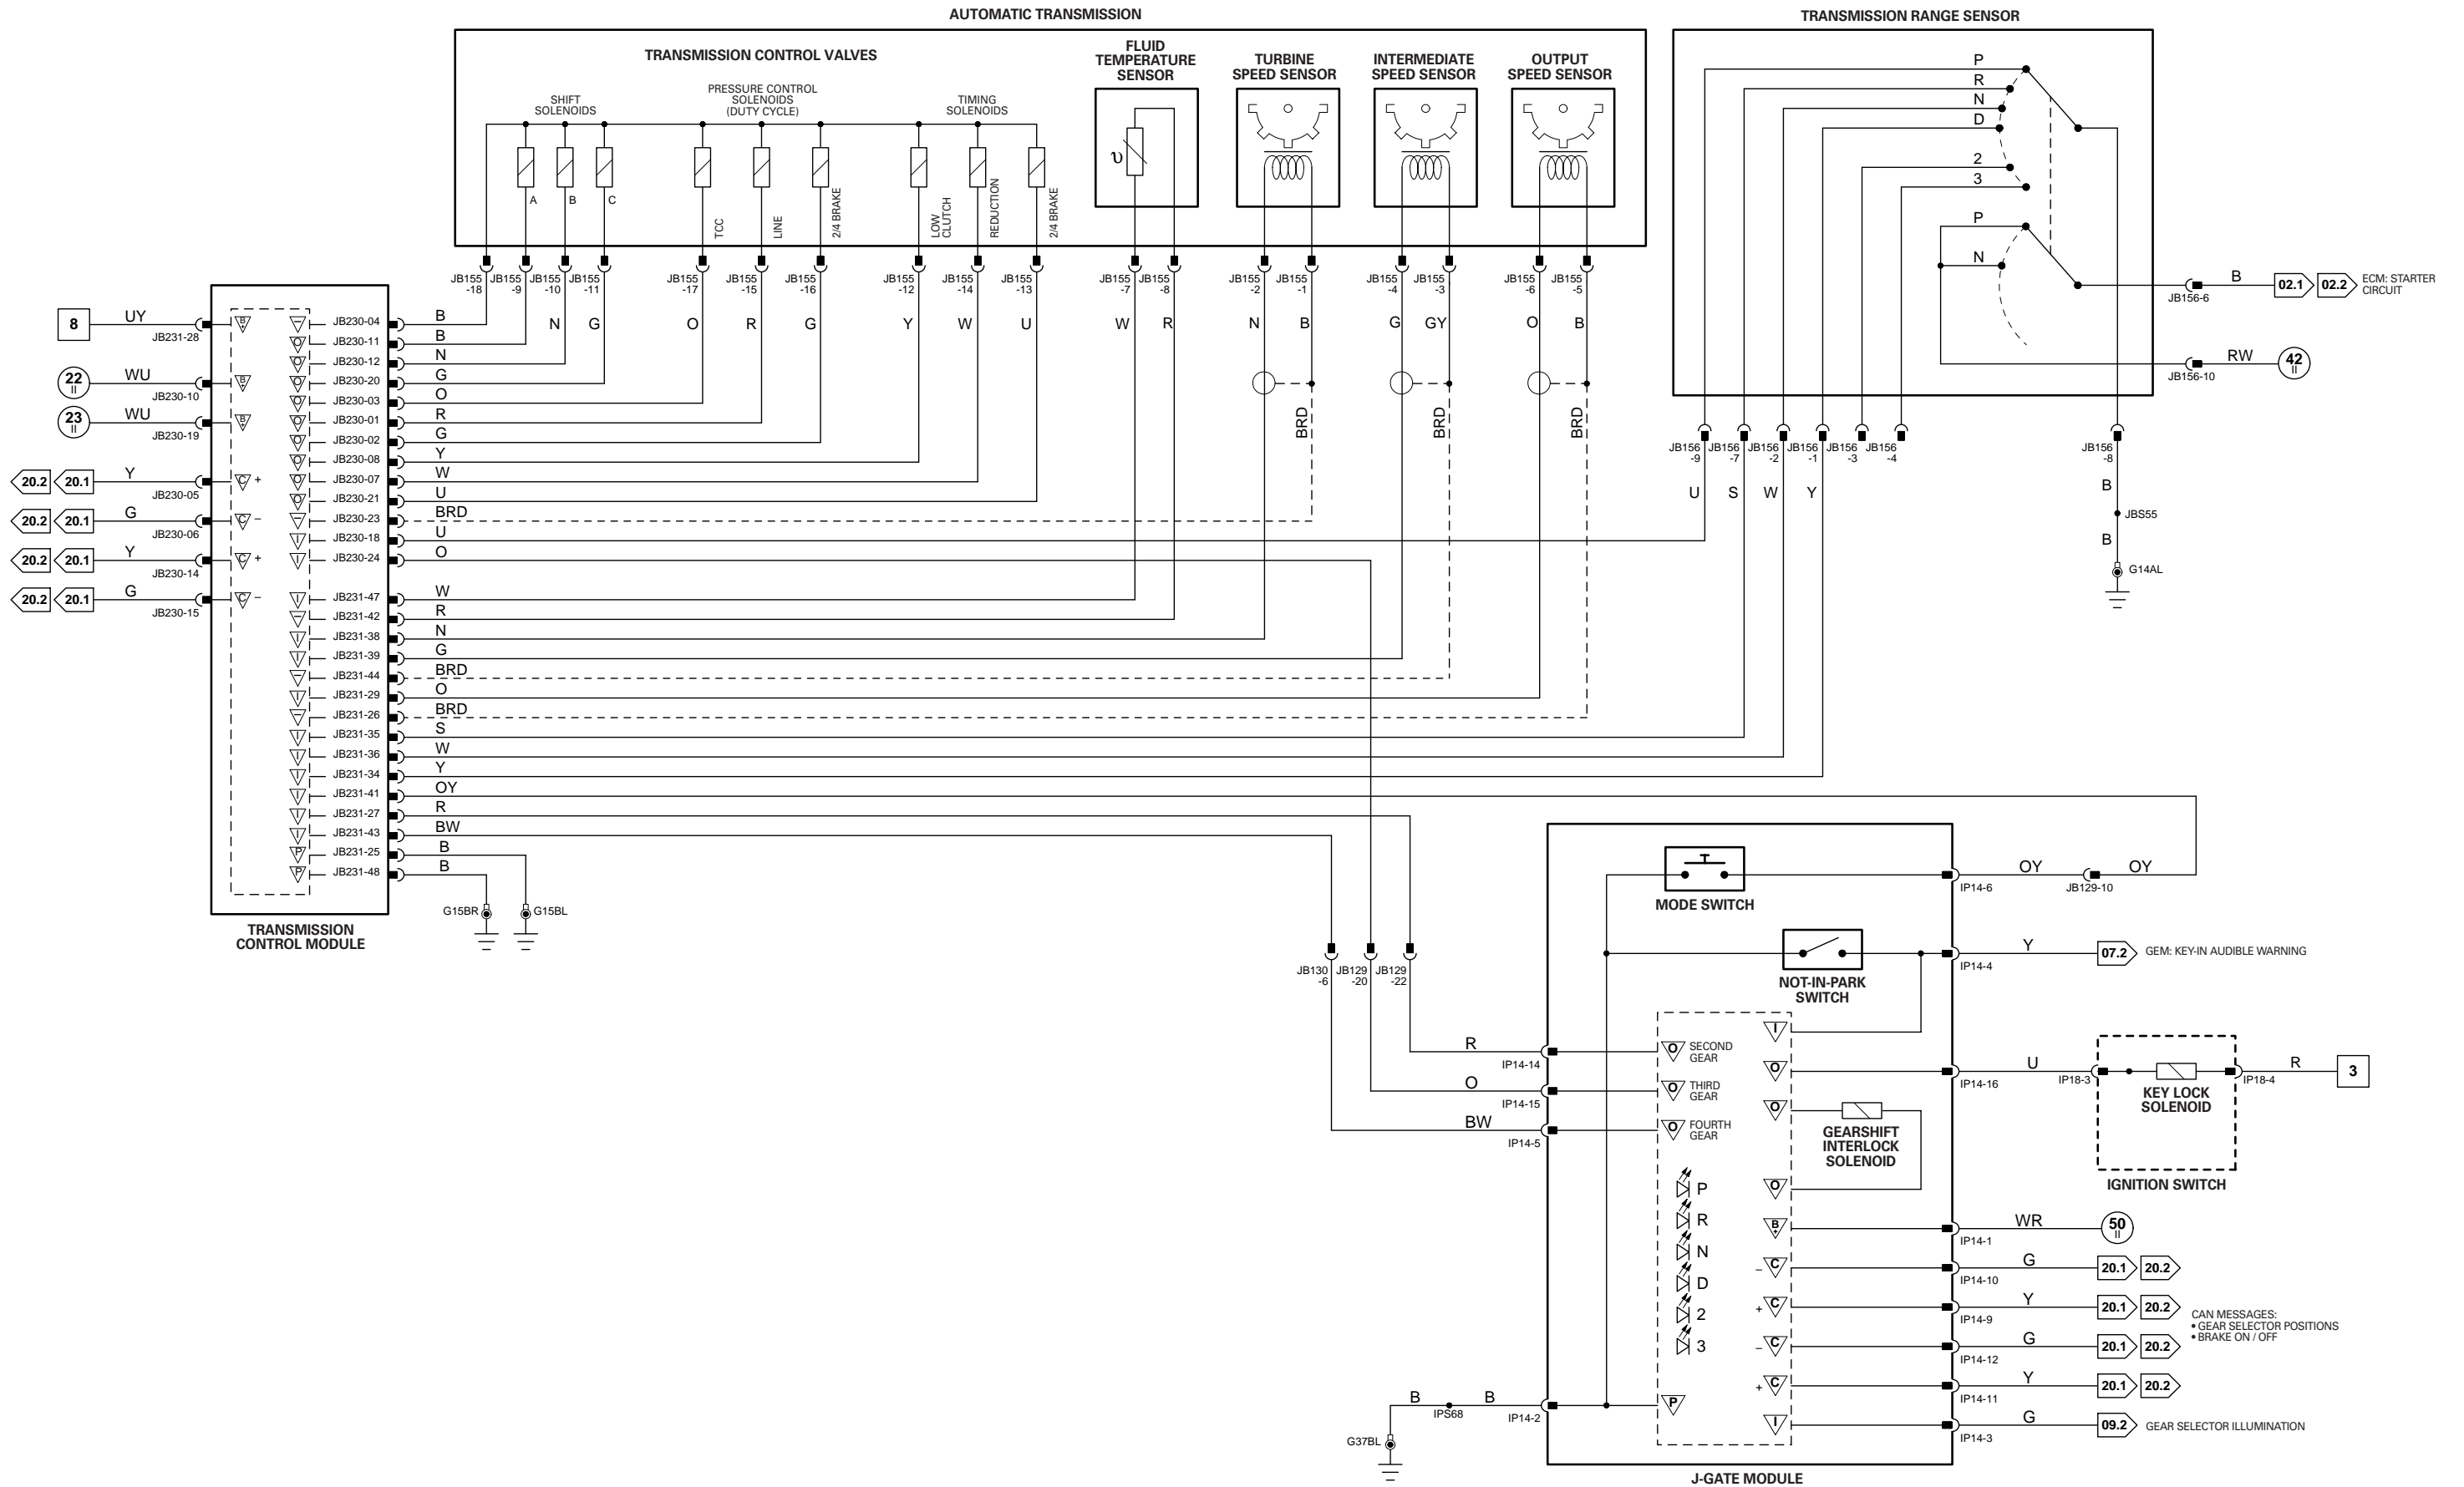 AUTOMATIC TRANSMISSION
TRANSMISSION CONTROL VALVES
SHIFT
SOLENOIDS
PRESSURE CONTROL
SOLENOIDS
(DUTY CYCLE)
TIMING
SOLENOIDS
A
B
C
TCC
LINE
2/4 BRAKE
LOW
CLUTCH
REDUCTION
2/4 BRAKE
FLUID
TEMPERATURE
SENSOR
υ
TURBINE
SPEED SENSOR
INTERMEDIATE
SPEED SENSOR
OUTPUT
SPEED SENSOR
JB155
-18
JB155
-9
JB155
-10
JB155
-11
JB155
-17
JB155
-15
JB155
-16
JB155
-12
JB155
-14
JB155
-13
JB155
-7
JB155
-8
JB155
-2
JB155
-1
JB155
-4
JB155
-3
JB155
-6
JB155
-5
N G O R G Y W U W R N B G GY O B
BRD
BRD
BRD
TRANSMISSION RANGE SENSOR
P
R
N
D
2
3
P
N
JB156-6
B
02.1 02.2
ECM: STARTER
CIRCUIT
JB156-10
RW
42
II
JB156
-9
JB156
-7
JB156
-2
JB156
-1
JB156
-3
JB156
-4
JB156
-8
U S W Y
B
JBS55
B
G14AL
8 UY
JB231-28
22
II
WU
JB230-10
23
II
WU
JB230-19
20.2 20.1 Y
JB230-05
20.2 20.1 G
JB230-06
20.2 20.1 Y
JB230-14
20.2 20.1 G
JB230-15
B+
B+
B+
C +
C –
C +
C –
– JB230-04 B
O JB230-11 B
O JB230-12 N
O JB230-20 G
O JB230-03 O
O JB230-01 R
O JB230-02 G
O JB230-08 Y
O JB230-07 W
O JB230-21 U
– JB230-23 BRD
I JB230-18 U
I JB230-24 O
I JB231-47 W
– JB231-42 R
I JB231-38 N
I JB231-39 G
– JB231-44 BRD
I JB231-29 O
– JB231-26 BRD
I JB231-35 S
I JB231-36 W
I JB231-34 Y
I JB231-41 OY
I JB231-27 R
I JB231-43 BW
P JB231-25 B
P JB231-48 B
G15BR
G15BL
TRANSMISSION
CONTROL MODULE
JB130
-6
JB129
-20
JB129
-22
R
IP14-14
O
IP14-15
BW
IP14-5
O SECOND
GEAR
O THIRD
GEAR
O FOURTH
GEAR
P
R
N
D
2
3
P
B
IPS68
B
IP14-2
G37BL
MODE SWITCH
NOT-IN-PARK
SWITCH
I
O
O
GEARSHIFT
INTERLOCK
SOLENOID
O
B+
– C
+ C
– C
+ C
I
J-GATE MODULE
IP14-6
OY
JB129-10
OY
IP14-4
Y
07.2
GEM: KEY-IN AUDIBLE WARNING
IP14-16
U
IP18-3
KEY LOCK
SOLENOID
IP18-4
R
3
IGNITION SWITCH
IP14-1
WR
50
II
IP14-10
G
20.1 20.2
IP14-9
Y
20.1 20.2
IP14-12
G
20.1 20.2
IP14-11
Y
20.1 20.2
CAN MESSAGES:
• GEAR SELECTOR POSITIONS
• BRAKE ON / OFF
IP14-3
G
09.2
GEAR SELECTOR ILLUMINATION